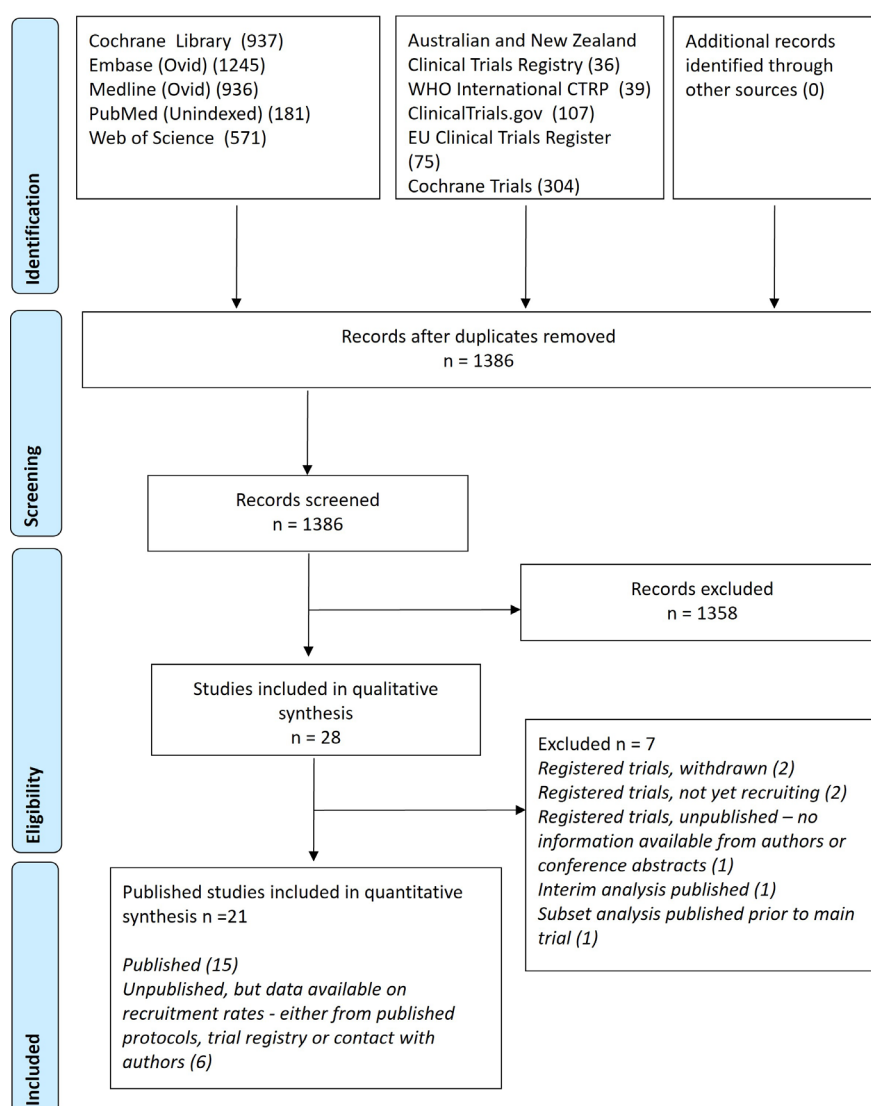 Identification
Cochrane Library (937)
Embase (Ovid) (1245)
Medline (Ovid) (936)
PubMed (Unindexed) (181)
Web of Science (571)
Australian and New Zealand
Clinical Trials Registry (36)
WHO International CTRP (39)
ClinicalTrials.gov (107)
EU Clinical Trials Register
(75)
Cochrane Trials (304)
Additional records
identified through
other sources (0)
Screening
Records after duplicates removed
n = 1386
Records screened
n = 1386
Records excluded
n = 1358
Eligibility
Studies included in qualitative
synthesis
n = 28
Excluded n = 7
Registered trials, withdrawn (2)
Registered trials, not yet recruiting (2)
Registered trials, unpublished – no
information available from authors or
conference abstracts (1)
Interim analysis published (1)
Subset analysis published prior to main
trial (1)
Included
Published studies included in quantitative
synthesis n =21
Published (15)
Unpublished, but data available on
recruitment rates - either from published
protocols, trial registry or contact with
authors (6)